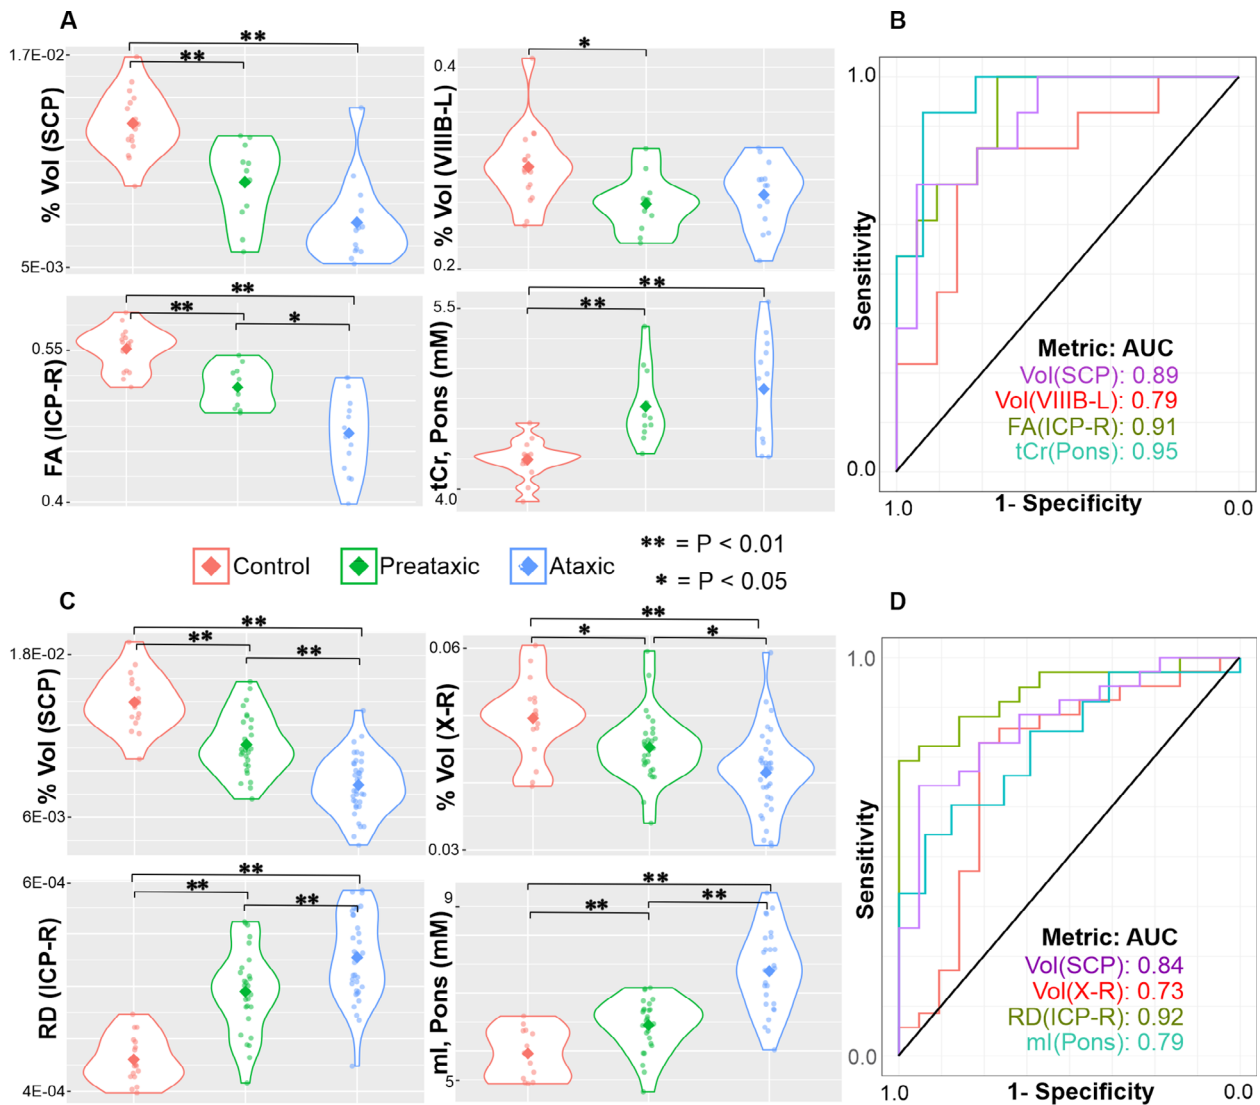 A
B
1.7E-02
5E-03
% Vol (SCP)
**
**
0.4
0.2
% Vol (VIIIB-L)
*
0.55
0.4
FA (ICP-R)
**
**
*
5.5
4.0
tCr, Pons (mM)
**
**
1.0
0.0
Sensitivity
Metric: AUC
Vol(SCP): 0.89
Vol(VIIIB-L): 0.79
FA(ICP-R): 0.91
tCr(Pons): 0.95
1.0
1- Specificity
0.0
Control
Preataxic
Ataxic
** = P < 0.01
* = P < 0.05
C
D
1.8E-02
6E-03
% Vol (SCP)
**
**
**
0.06
0.03
% Vol (X-R)
**
*
*
6E-04
4E-04
RD (ICP-R)
**
**
**
9
5
mI, Pons (mM)
**
**
**
1.0
0.0
Sensitivity
Metric: AUC
Vol(SCP): 0.84
Vol(X-R): 0.73
RD(ICP-R): 0.92
mI(Pons): 0.79
1.0
1- Specificity
0.0